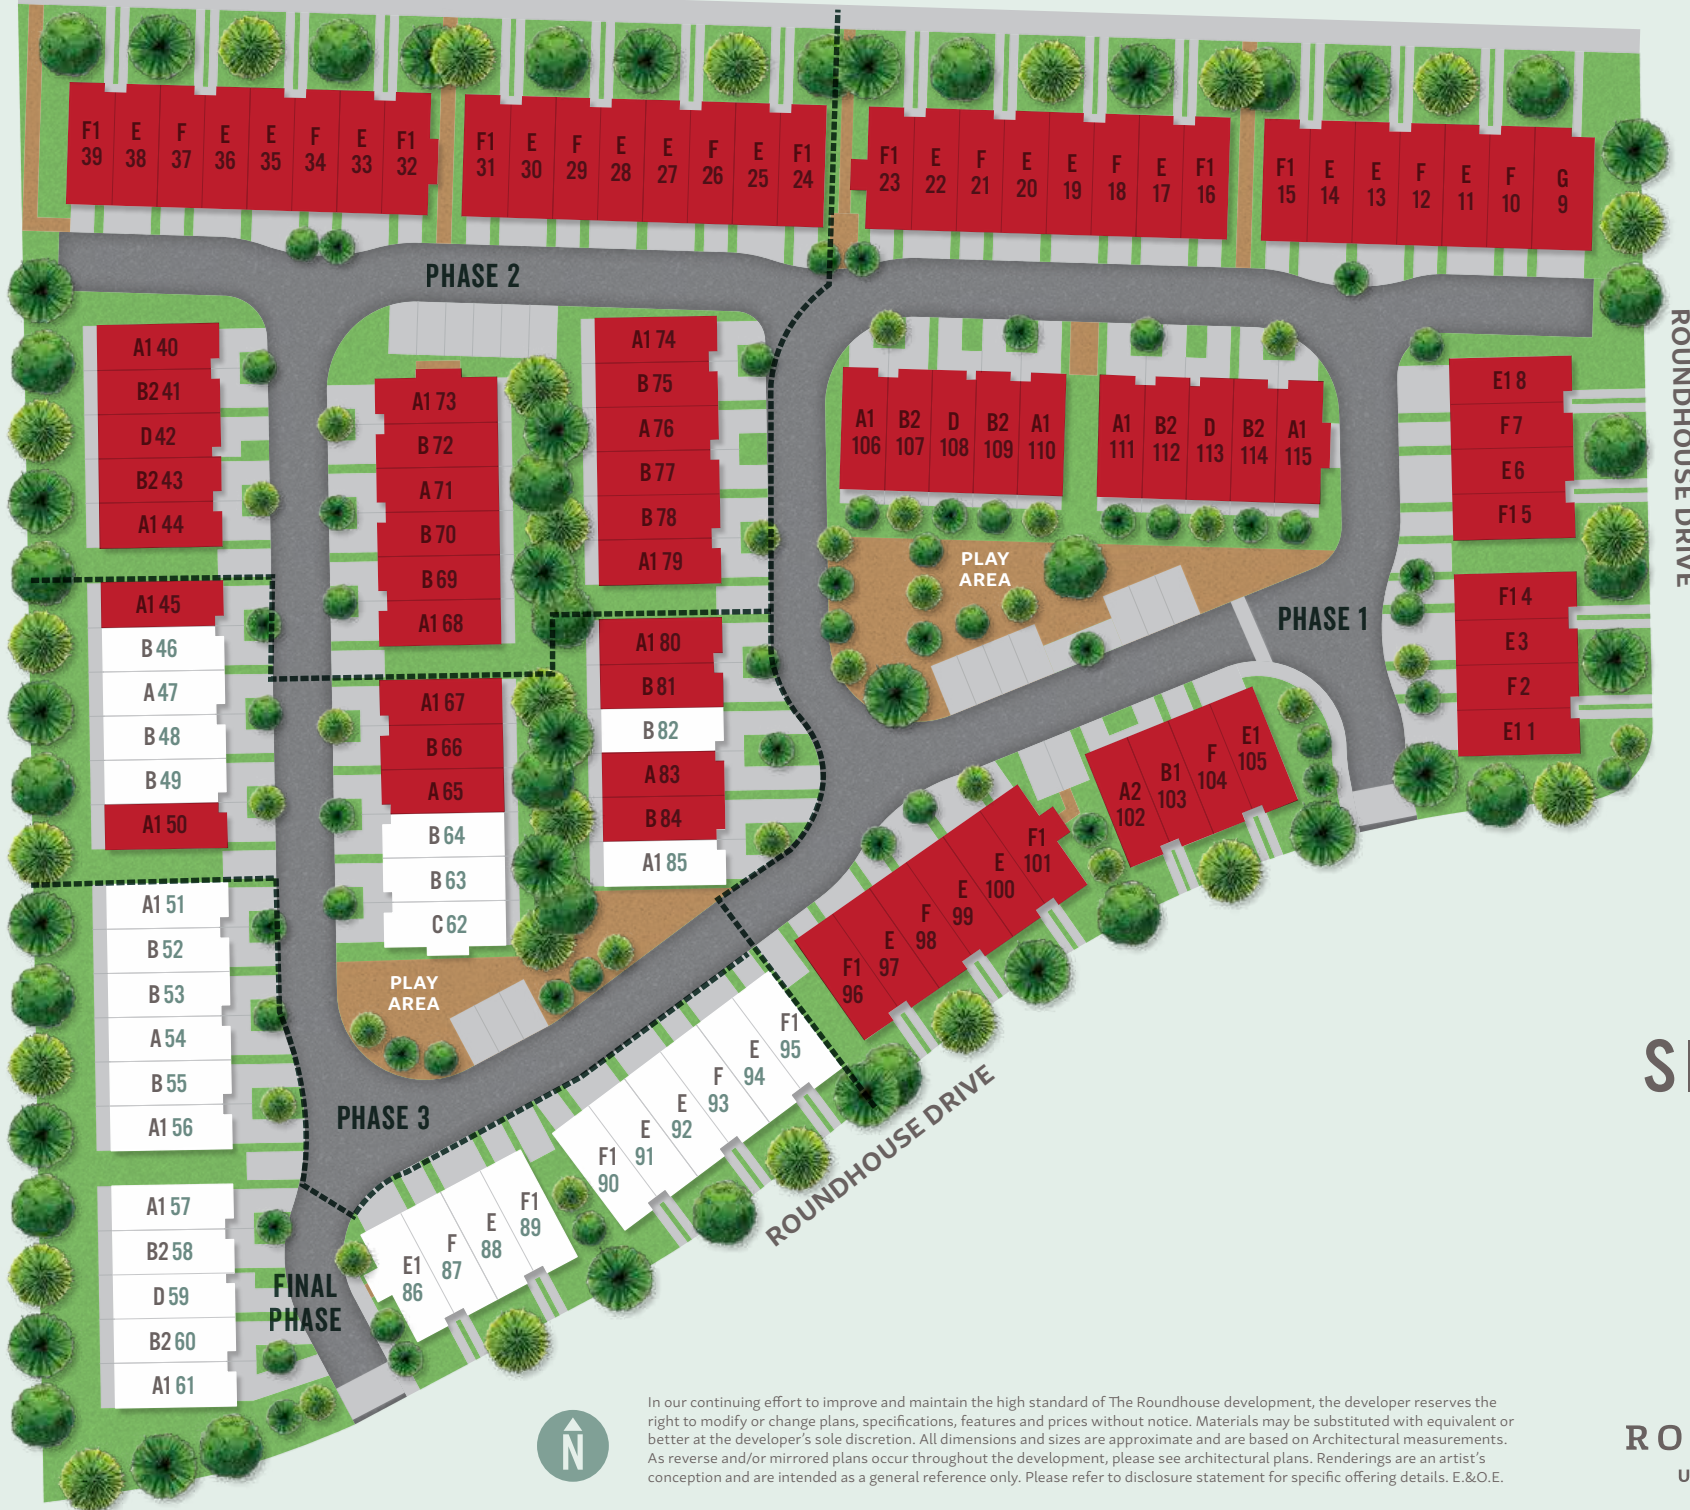 F1 E F E E F E F1
39 38 37 36 35 34 33 32
F1 E F E E F E F1
31 30 29 28 27 26 25 24
F1 E F E E F E F1
23 22 21 20 19 18 17 16
F1 E E F E F G
15 14 13 12 11 10 9
PHASE 2
A1 40
B2 41
D 42
B2 43
A1 44
A1 45
B 46
A 47
B 48
B 49
A1 50
A1 51
B 52
B 53
A 54
B 55
A1 56
A1 57
B2 58
D 59
B2 60
A1 61
A1 73
B 72
A 71
B 70
B 69
A1 68
A1 67
B 66
A 65
B 64
B 63
C 62
A1 74
B 75
A 76
B 77
B 78
A1 79
A1 80
B 81
B 82
A 83
B 84
A1 85
A1 B2 D B2 A1
106 107 108 109 110
A1 B2 D B2 A1
111 112 113 114 115
PLAY
AREA
PHASE 1
E1 8
F 7
E 6
F1 5
F1 4
E 3
F 2
E1 1
ROUNDHOUSE DRIVE
A2 B1 F E1
102 103 104 105
F1 E F E E F1
96 97 98 99 100 101
PLAY
AREA
PHASE 3
F1 E E F E F1
90 91 92 93 94 95
E1 F E F1
86 87 88 89
ROUNDHOUSE DRIVE
FINAL
PHASE
N
In our continuing effort to improve and maintain the high standard of The Roundhouse development, the developer reserves the
right to modify or change plans, specifications, features and prices without notice. Materials may be substituted with equivalent or
better at the developer's sole discretion. All dimensions and sizes are approximate and are based on Architectural measurements.
As reverse and/or mirrored plans occur throughout the development, please see architectural plans. Renderings are an artist's
conception and are intended as a general reference only. Please refer to disclosure statement for specific offering details. E.&O.E.
S
RO
U